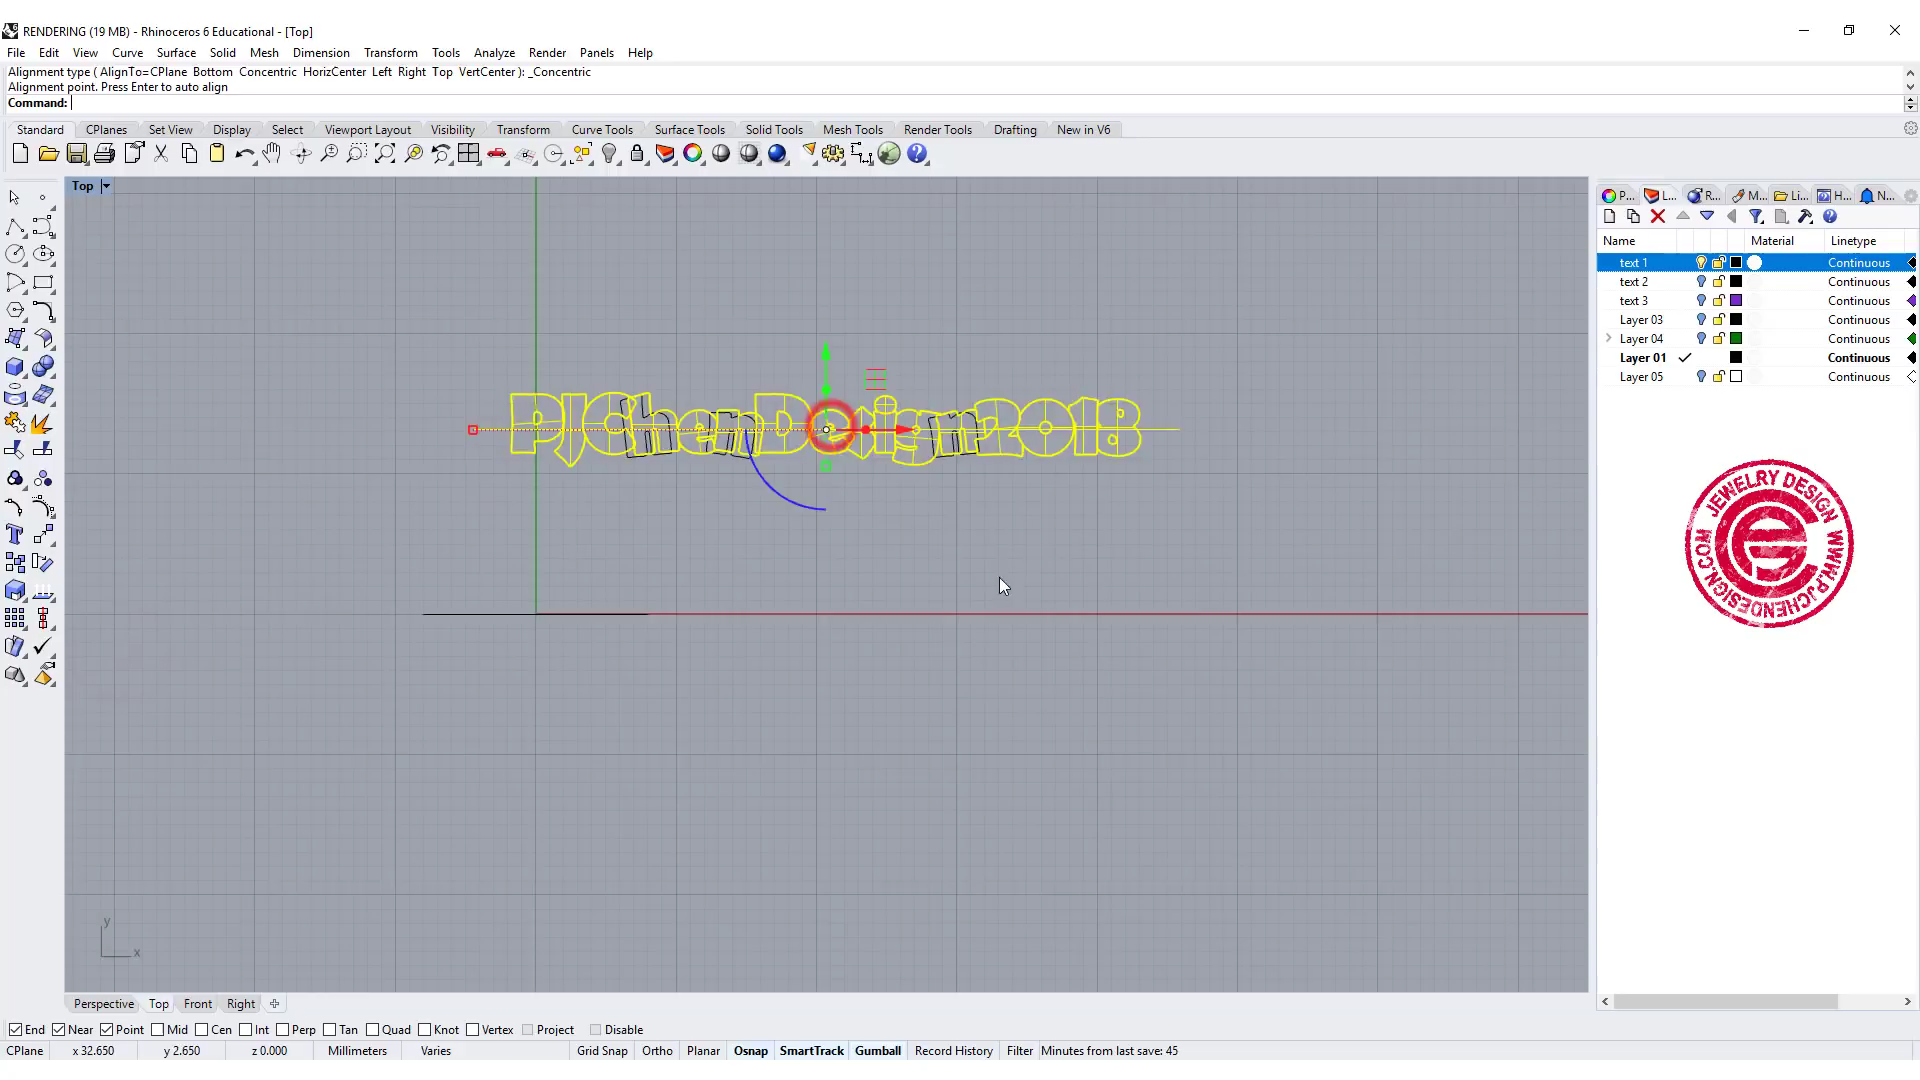 RENDERING (19 MB) - Rhinoceros 6 Educational - [Top]
File Edit View Curve Surface Solid Mesh Dimension Transform Tools Analyze Render Panels Help
Alignment type ( AlignTo=CPlane Bottom Concentric HorizCenter Left Right Top VertCenter ): _Concentric
Alignment point. Press Enter to auto align
Command:
Standard CPlanes Set View Display Select Viewport Layout Visibility Transform Curve Tools Surface Tools Solid Tools Mesh Tools Render Tools Drafting New in V6
Top
P... L... R... M... Li... H... N...
Name Material Linetype
text 1 Continuous
text 2 Continuous
text 3 Continuous
Layer 03 Continuous
Layer 04 Continuous
Layer 01 Continuous
Layer 05 Continuous
PJChenDesign2018
JEWELRY DESIGN
WWW.PJCHENDESIGN.COM
y
x
Perspective Top Front Right
End Near Point Mid Cen Int Perp Tan Quad Knot Vertex Project Disable
CPlane x 32.650 y 2.650 z 0.000 Millimeters Varies Grid Snap Ortho Planar Osnap SmartTrack Gumball Record History Filter Minutes from last save: 45